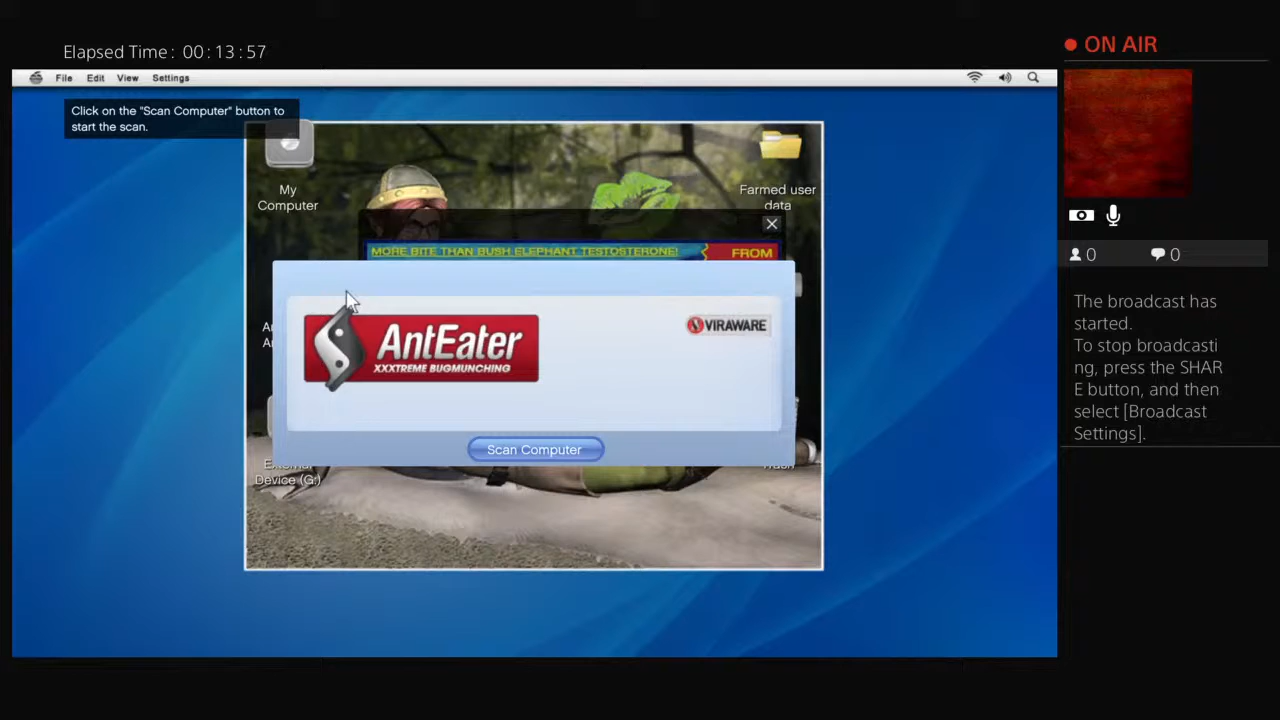 Elapsed Time: 00:13:57
ON AIR
File Edit View Settings
Click on the "Scan Computer" button to
start the scan.
My
Computer
Farmed user
data
MORE BITE THAN BUSH ELEPHANT TESTOSTERONE!
FROM
AntEater
XXXTREME BUGMUNCHING
VIRAWARE
Scan Computer
Device (G:)
Trash
0
0
The broadcast has
started.
To stop broadcasti
ng, press the SHAR
E button, and then
select [Broadcast
Settings].